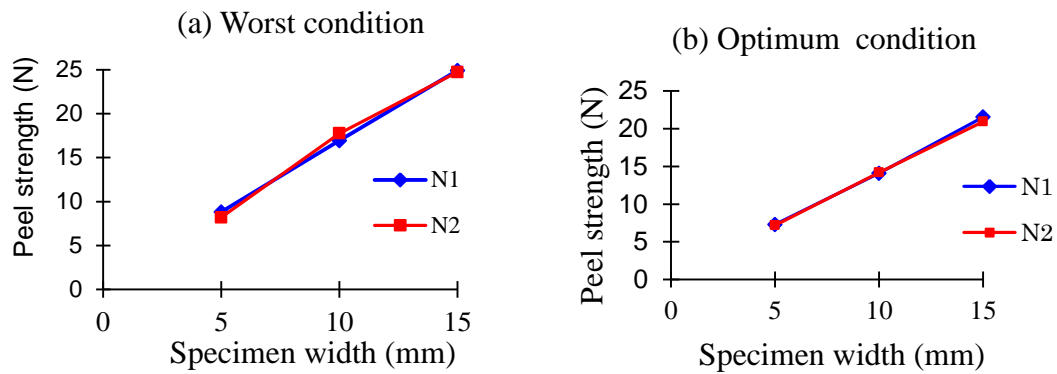 (a) Worst condition
Peel strength (N)
25
20
15
10
5
0
N1
N2
0 5 10 15
Specimen width (mm)
(b) Optimum condition
Peel strength (N)
25
20
15
10
5
0
N1
N2
0 5 10 15
Specimen width (mm)